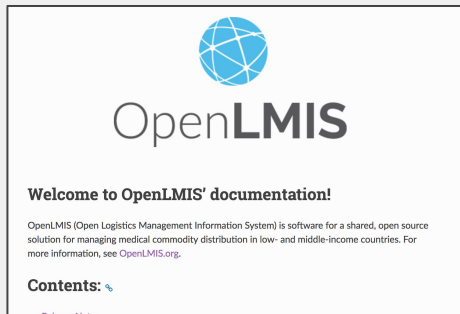 OpenLMIS
Welcome to OpenLMIS' documentation!
OpenLMIS (Open Logistics Management Information System) is software for a shared, open source
solution for managing medical commodity distribution in low- and middle-income countries. For
more information, see OpenLMIS.org.
Contents: